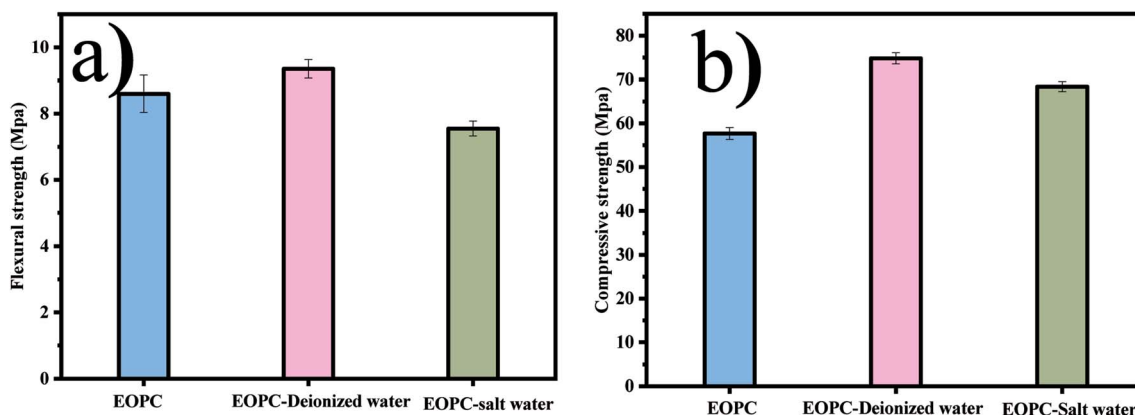 a)
Flexural strength (Mpa)
10
8
6
4
2
0
EOPC
EOPC-Deionized water
EOPC-salt water
b)
Compressive strength (Mpa)
80
70
60
50
40
30
20
10
0
EOPC
EOPC-Deionized water
EOPC-Salt water